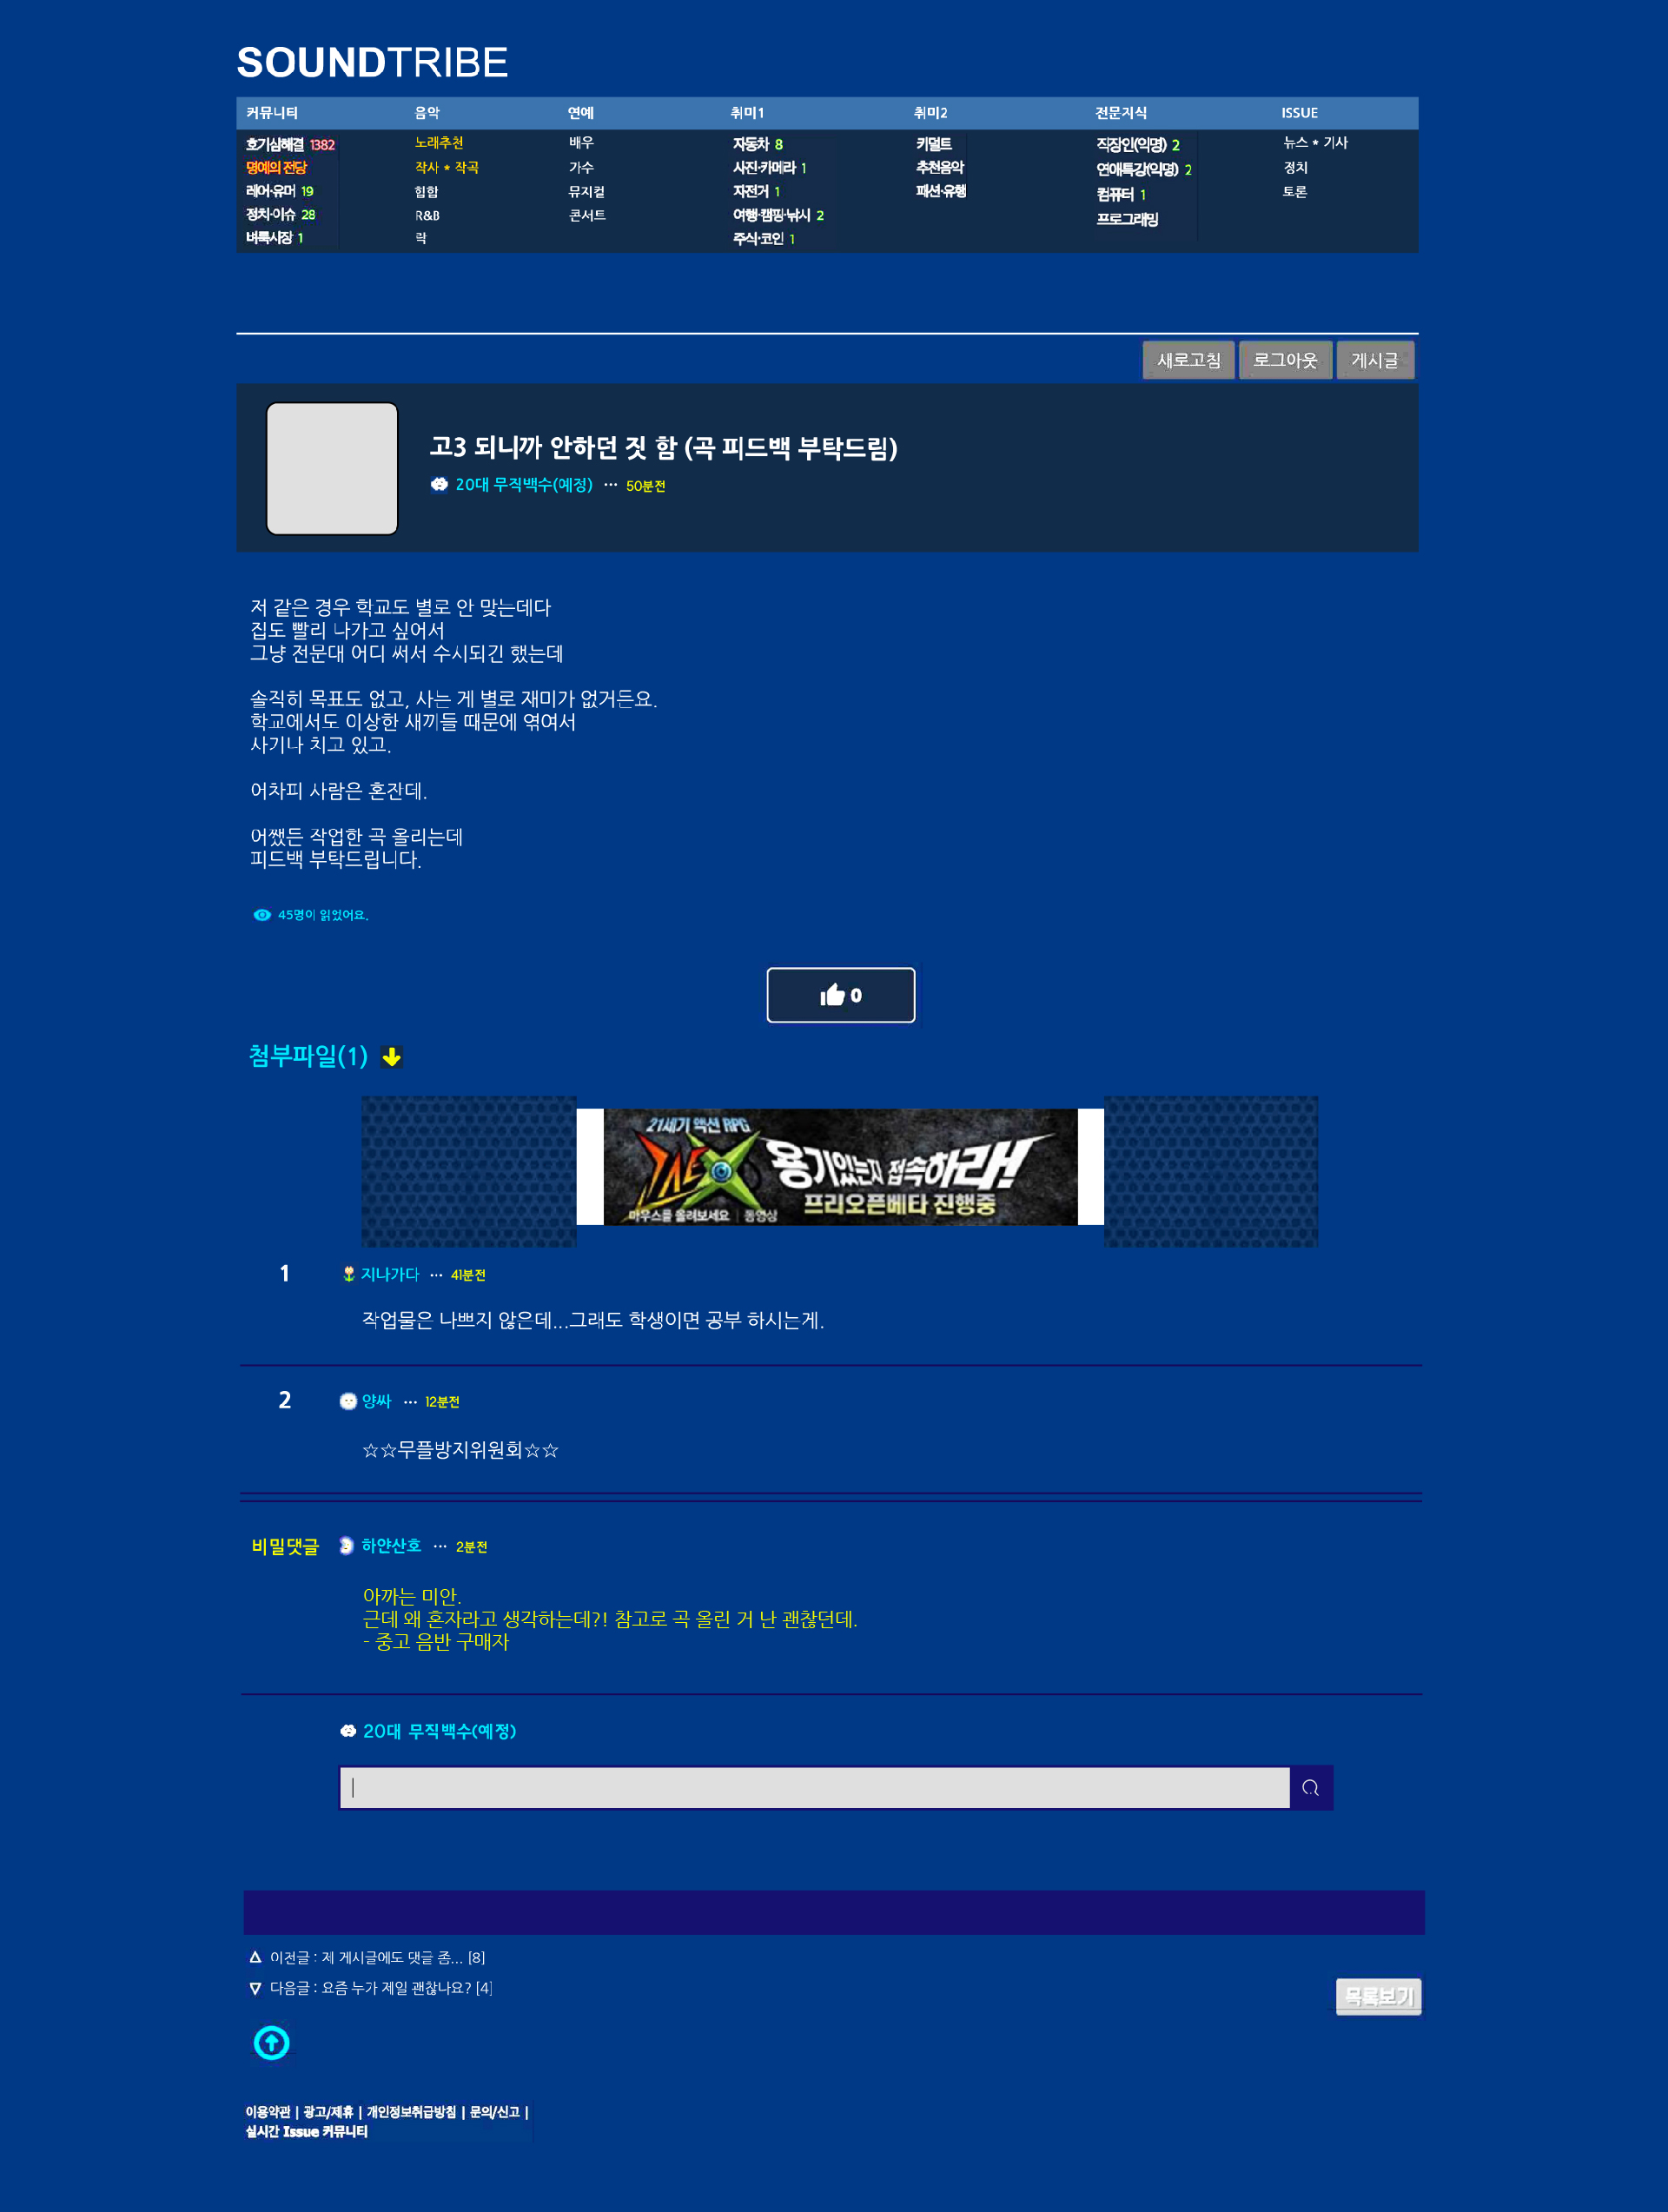 SOUNDTRIBE
커뮤니티 음악 연예 취미1 취미2 전문지식 ISSUE
호기심해결 1382 노래추천 배우 자동차 8 키덜트 직장인(익명) 2 뉴스 * 기사
명예의 전당 작사 * 작곡 가수 사진·카메라 1 추천음악 연애특강(익명) 2 정치
레어·유머 19 힙합 뮤지컬 자전거 1 패션·유행 컴퓨터 1 토론
정치·이슈 28 R&B 콘서트 여행·캠핑·낚시 2 프로그래밍
벼룩시장 1 락 주식·코인 1
새로고침 로그아웃 게시글
고3 되니까 안하던 짓 함 (곡 피드백 부탁드림)
20대 무직백수(예정) ··· 50분전
저 같은 경우 학교도 별로 안 맞는데다
집도 빨리 나가고 싶어서
그냥 전문대 어디 써서 수시되긴 했는데
솔직히 목표도 없고, 사는 게 별로 재미가 없거든요.
학교에서도 이상한 새끼들 때문에 엮여서
사기나 치고 있고.
어차피 사람은 혼잔데.
어쨌든 작업한 곡 올리는데
피드백 부탁드립니다.
45명이 읽었어요.
0
첨부파일(1)
21세기 액션 RPG
용기있는지 접속하라!
프리오픈베타 진행중
마우스를 올려보세요 | 동영상
1 지나가다 ··· 41분전
작업물은 나쁘지 않은데...그래도 학생이면 공부 하시는게.
2 양싸 ··· 12분전
☆☆무플방지위원회☆☆
비밀댓글 하얀산호 ··· 2분전
아까는 미안.
근데 왜 혼자라고 생각하는데?! 참고로 곡 올린 거 난 괜찮던데.
- 중고 음반 구매자
20대 무직백수(예정)
이전글 : 제 게시글에도 댓글 좀... [8]
다음글 : 요즘 누가 제일 괜찮나요? [4]
목록보기
이용약관 | 광고/제휴 | 개인정보취급방침 | 문의/신고 |
실시간 Issue 커뮤니티